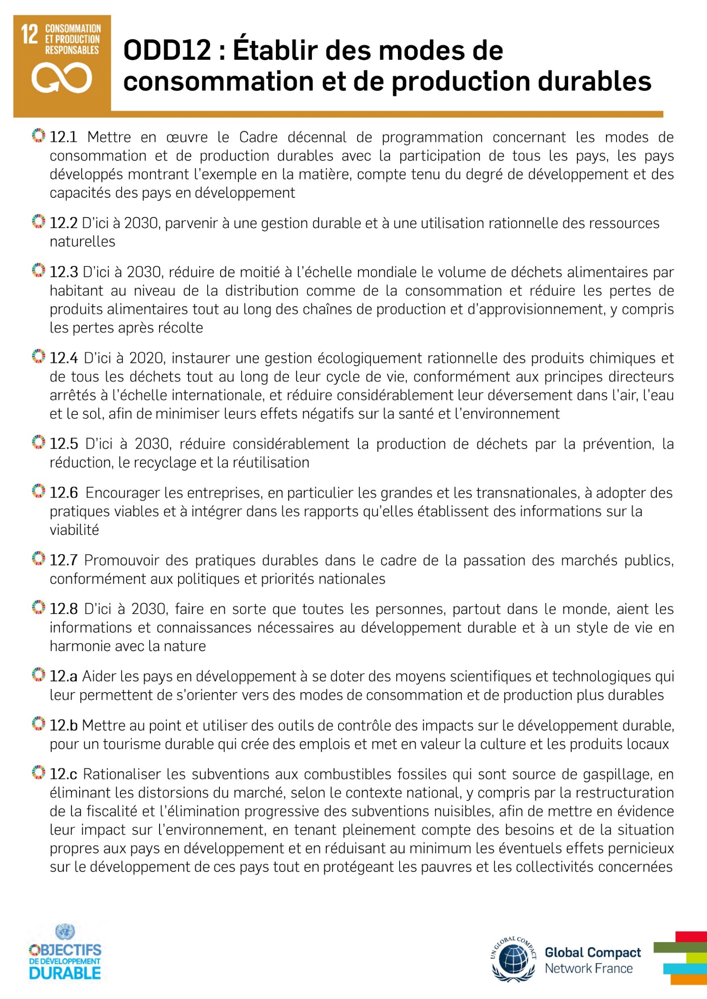 12 CONSOMMATION
ET PRODUCTION
RESPONSABLES
ODD12 : Établir des modes de
consommation et de production durables
12.1 Mettre en œuvre le Cadre décennal de programmation concernant les modes de
consommation et de production durables avec la participation de tous les pays, les pays
développés montrant l'exemple en la matière, compte tenu du degré de développement et des
capacités des pays en développement
12.2 D'ici à 2030, parvenir à une gestion durable et à une utilisation rationnelle des ressources
naturelles
12.3 D'ici à 2030, réduire de moitié à l'échelle mondiale le volume de déchets alimentaires par
habitant au niveau de la distribution comme de la consommation et réduire les pertes de
produits alimentaires tout au long des chaînes de production et d'approvisionnement, y compris
les pertes après récolte
12.4 D'ici à 2020, instaurer une gestion écologiquement rationnelle des produits chimiques et
de tous les déchets tout au long de leur cycle de vie, conformément aux principes directeurs
arrêtés à l'échelle internationale, et réduire considérablement leur déversement dans l'air, l'eau
et le sol, afin de minimiser leurs effets négatifs sur la santé et l'environnement
12.5 D'ici à 2030, réduire considérablement la production de déchets par la prévention, la
réduction, le recyclage et la réutilisation
12.6 Encourager les entreprises, en particulier les grandes et les transnationales, à adopter des
pratiques viables et à intégrer dans les rapports qu'elles établissent des informations sur la
viabilité
12.7 Promouvoir des pratiques durables dans le cadre de la passation des marchés publics,
conformément aux politiques et priorités nationales
12.8 D'ici à 2030, faire en sorte que toutes les personnes, partout dans le monde, aient les
informations et connaissances nécessaires au développement durable et à un style de vie en
harmonie avec la nature
12.a Aider les pays en développement à se doter des moyens scientifiques et technologiques qui
leur permettent de s'orienter vers des modes de consommation et de production plus durables
12.b Mettre au point et utiliser des outils de contrôle des impacts sur le développement durable,
pour un tourisme durable qui crée des emplois et met en valeur la culture et les produits locaux
12.c Rationaliser les subventions aux combustibles fossiles qui sont source de gaspillage, en
éliminant les distorsions du marché, selon le contexte national, y compris par la restructuration
de la fiscalité et l'élimination progressive des subventions nuisibles, afin de mettre en évidence
leur impact sur l'environnement, en tenant pleinement compte des besoins et de la situation
propres aux pays en développement et en réduisant au minimum les éventuels effets pernicieux
sur le développement de ces pays tout en protégeant les pauvres et les collectivités concernées
OBJECTIFS
DE DÉVELOPPEMENT
DURABLE
UN GLOBAL COMPACT
Global Compact
Network France